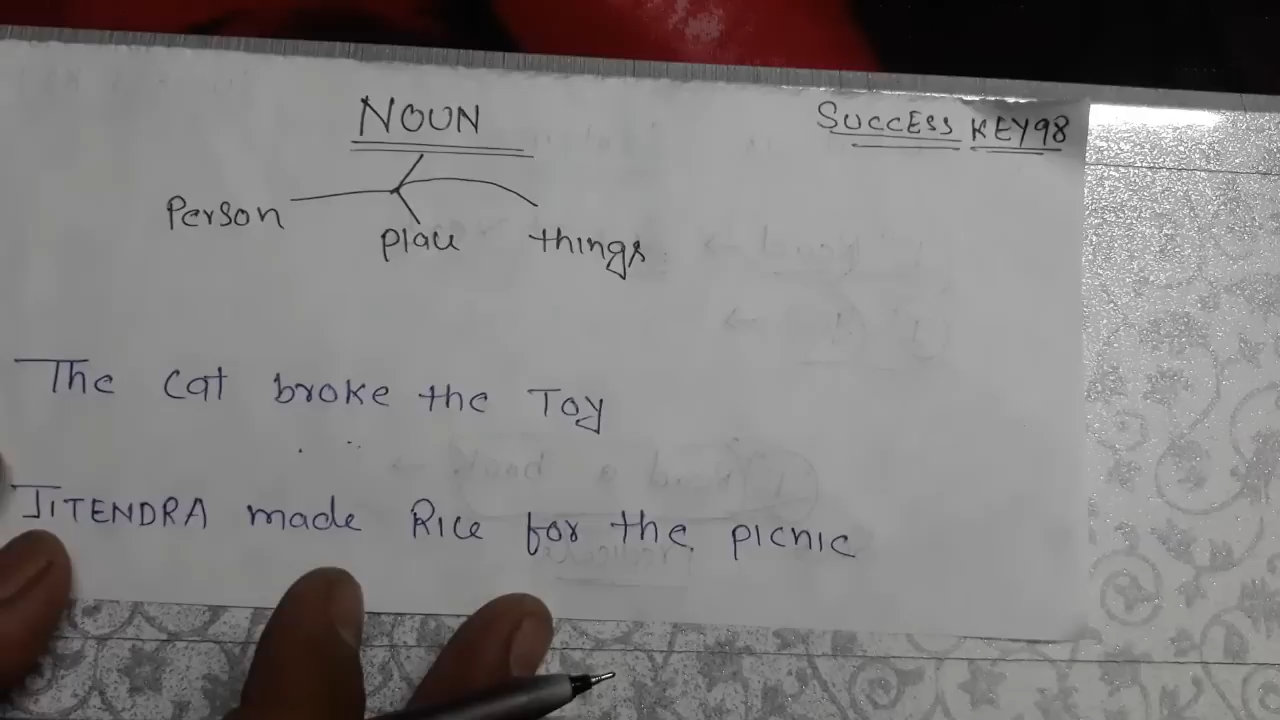 NOUN
SUCCESS KEY98
Person
place
things
The cat broke the Toy
JITENDRA made Rice for the picnic